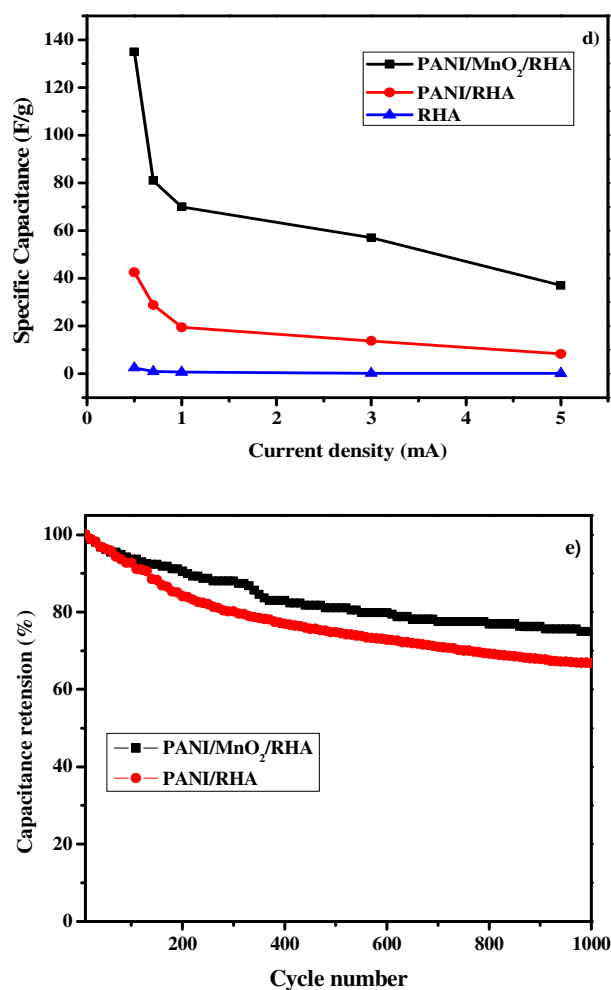 d)
PANI/MnO₂/RHA
PANI/RHA
RHA
Specific Capacitance (F/g)
140
120
100
80
60
40
20
0
0 1 2 3 4 5
Current density (mA)
e)
Capacitance retension (%)
100
80
60
40
20
0
PANI/MnO₂/RHA
PANI/RHA
200 400 600 800 1000
Cycle number